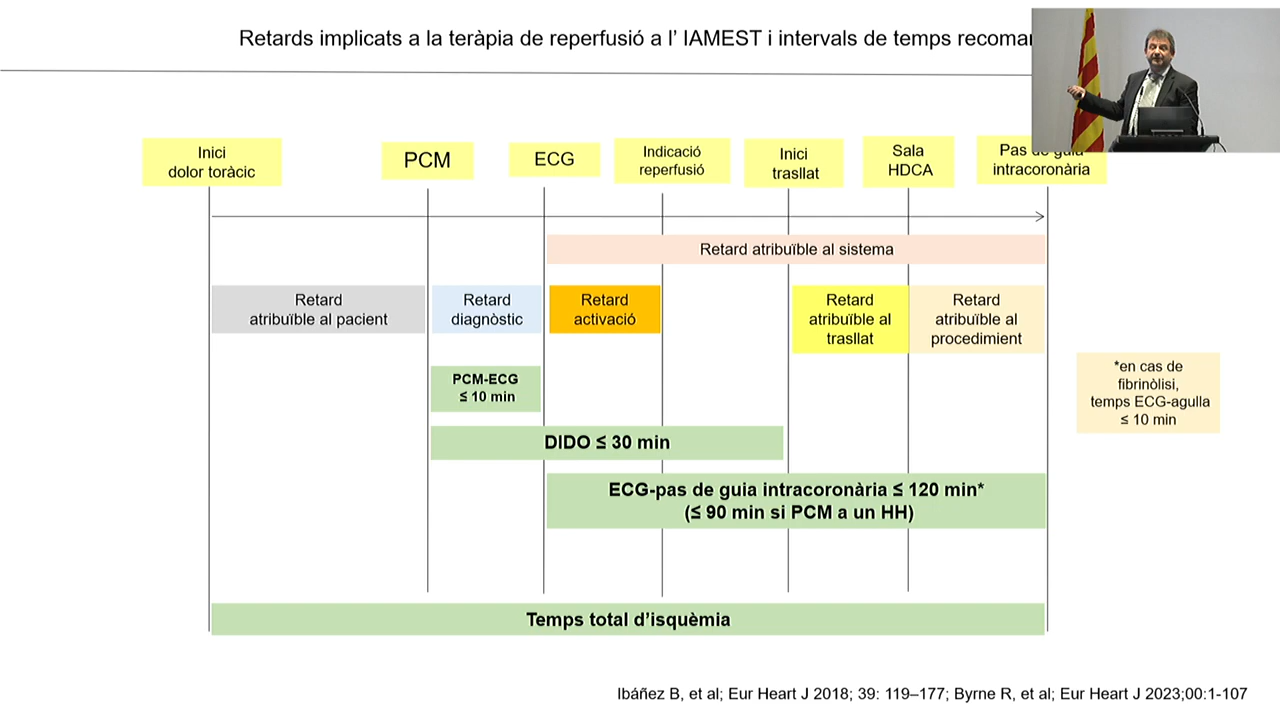 Retards implicats a la teràpia de reperfusió a l’ IAMEST i intervals de temps
Inici
dolor toràcic
PCM
ECG
Indicació
reperfusió
Inici
trasllat
Sala
HDCA
Pas de guia
intracoronària
Retard atribuïble al sistema
Retard
atribuïble al pacient
Retard
diagnòstic
Retard
activació
Retard
atribuïble al
trasllat
Retard
atribuïble al
procediment
PCM-ECG
≤ 10 min
*en cas de
fibrinòlisi,
temps ECG-agulla
≤ 10 min
DIDO ≤ 30 min
ECG-pas de guia intracoronària ≤ 120 min*
(≤ 90 min si PCM a un HH)
Temps total d’isquèmia
Ibáñez B, et al; Eur Heart J 2018; 39: 119–177; Byrne R, et al; Eur Heart J 2023;00:1-107